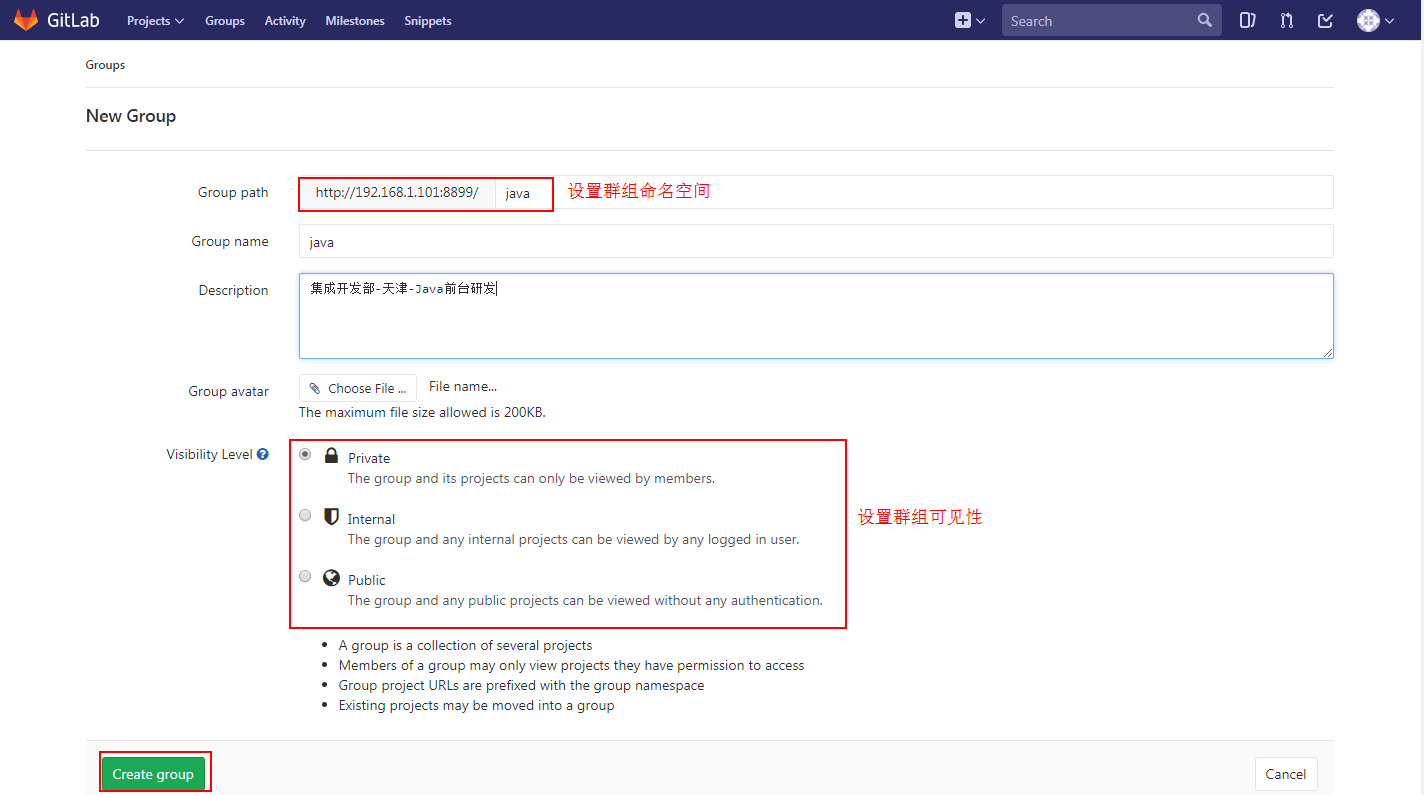 GitLab Projects Groups Activity Milestones Snippets Search
Groups
New Group
Group path http://192.168.1.101:8899/ java 设置群组命名空间
Group name java
Description 集成开发部-天津-Java前台研发
Group avatar Choose File ... File name...
The maximum file size allowed is 200KB.
Visibility Level Private
The group and its projects can only be viewed by members.
Internal
设置群组可见性
The group and any internal projects can be viewed by any logged in user.
Public
The group and any public projects can be viewed without any authentication.
A group is a collection of several projects
Members of a group may only view projects they have permission to access
Group project URLs are prefixed with the group namespace
Existing projects may be moved into a group
Create group Cancel